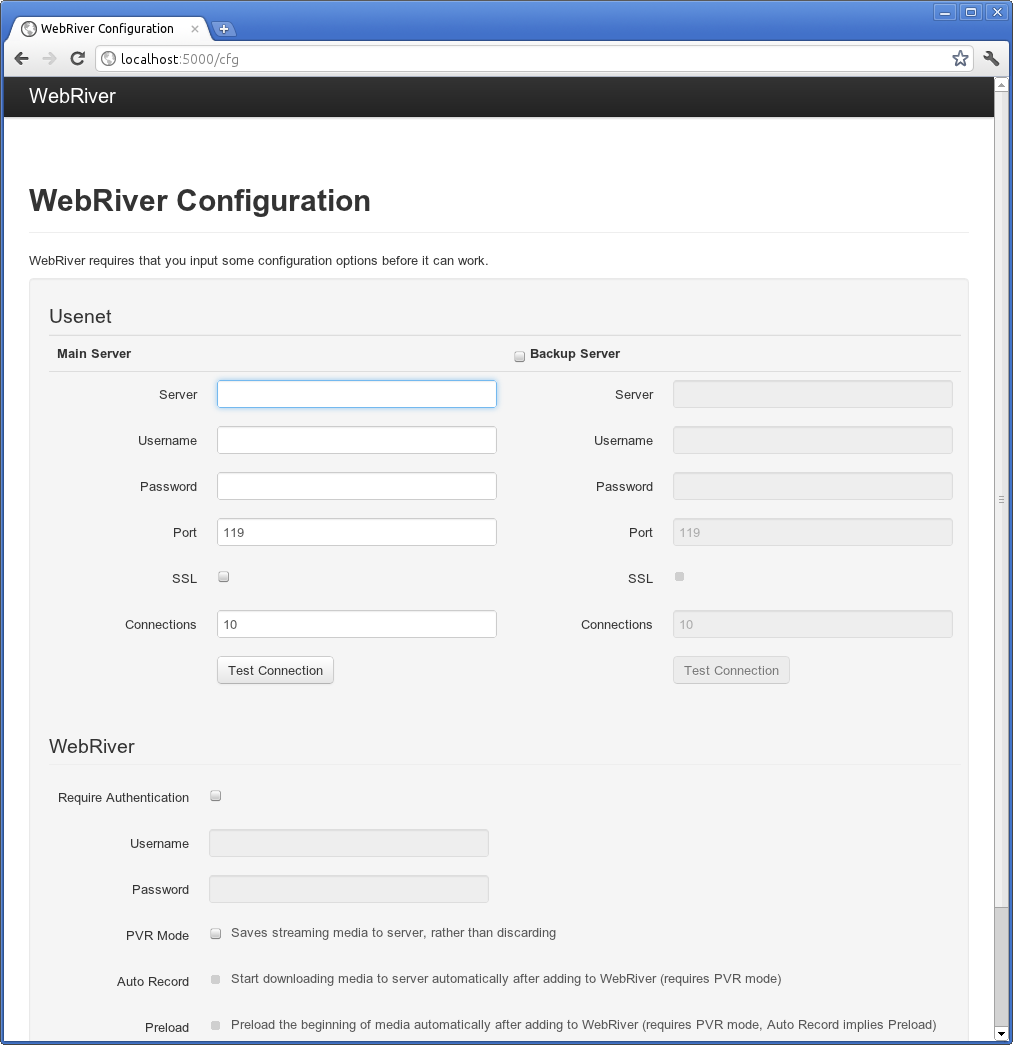 WebRiver Configuration
localhost:5000/cfg
WebRiver
WebRiver Configuration
WebRiver requires that you input some configuration options before it can work.
Usenet
Main Server Backup Server
Server Server
Username Username
Password Password
Port 119 Port 119
SSL SSL
Connections 10 Connections 10
Test Connection Test Connection
WebRiver
Require Authentication
Username
Password
PVR Mode Saves streaming media to server, rather than discarding
Auto Record Start downloading media to server automatically after adding to WebRiver (requires PVR mode)
Preload Preload the beginning of media automatically after adding to WebRiver (requires PVR mode, Auto Record implies Preload)